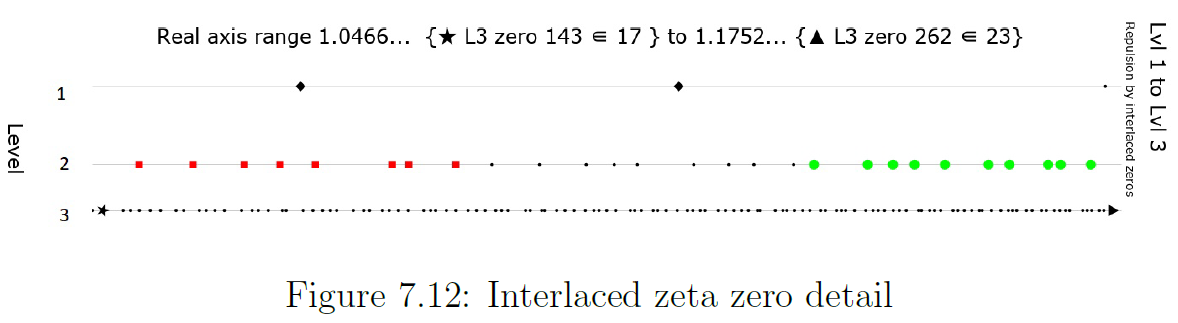 Real axis range 1.0466... {★ L3 zero 143 ⋹ 17 } to 1.1752... {▲ L3 zero 262 ⋹ 23}
Lvl 1 to Lvl 3
Repulsion by interlaced zeros
Level
1
2
3
Figure 7.12: Interlaced zeta zero detail